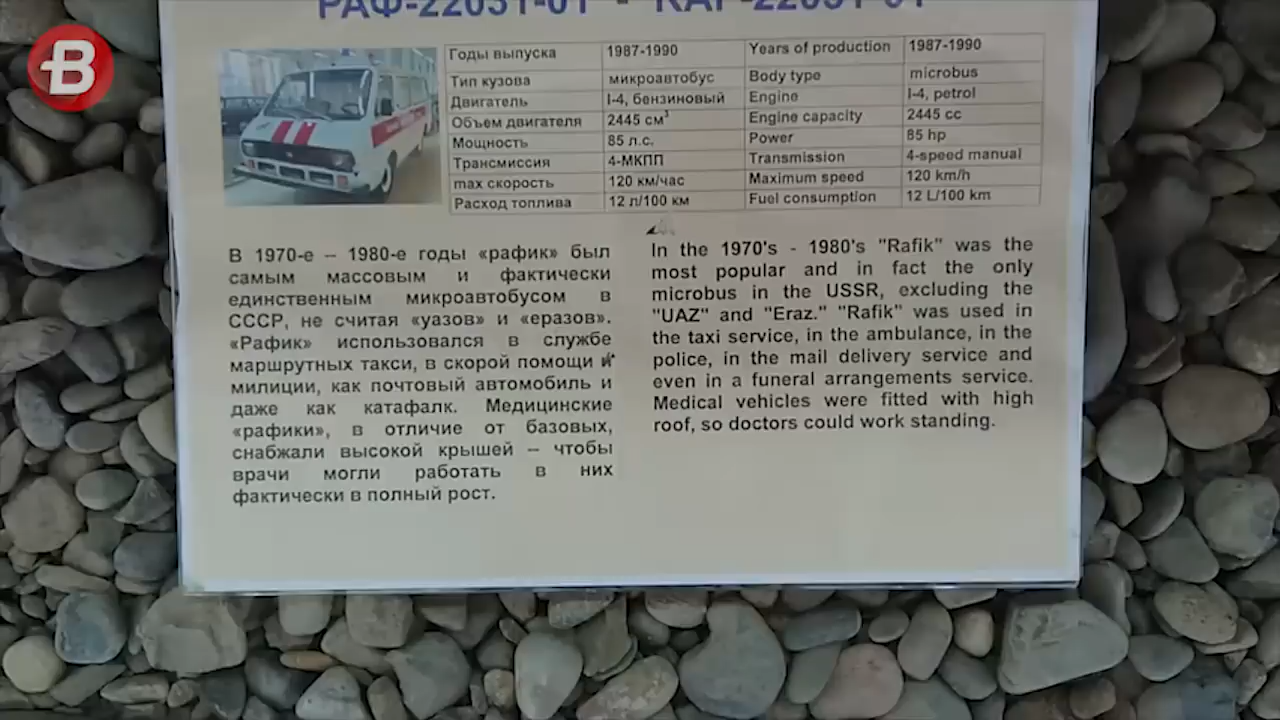 РАФ-22031-01 - RAF-22031-01
Годы выпуска 1987-1990 Years of production 1987-1990
Тип кузова микроавтобус Body type microbus
Двигатель I-4, бензиновый Engine I-4, petrol
Объем двигателя 2445 см³ Engine capacity 2445 cc
Мощность 85 л.с. Power 85 hp
Трансмиссия 4-МКПП Transmission 4-speed manual
max скорость 120 км/час Maximum speed 120 km/h
Расход топлива 12 л/100 км Fuel consumption 12 L/100 km
В 1970-е – 1980-е годы «рафик» был
самым массовым и фактически
единственным микроавтобусом в
СССР, не считая «уазов» и «еразов».
«Рафик» использовался в службе
маршрутных такси, в скорой помощи и
милиции, как почтовый автомобиль и
даже как катафалк. Медицинские
«рафики», в отличие от базовых,
снабжали высокой крышей – чтобы
врачи могли работать в них
фактически в полный рост.
In the 1970's - 1980's "Rafik" was the
most popular and in fact the only
microbus in the USSR, excluding the
"UAZ" and "Eraz." "Rafik" was used in
the taxi service, in the ambulance, in the
police, in the mail delivery service and
even in a funeral arrangements service.
Medical vehicles were fitted with high
roof, so doctors could work standing.
B